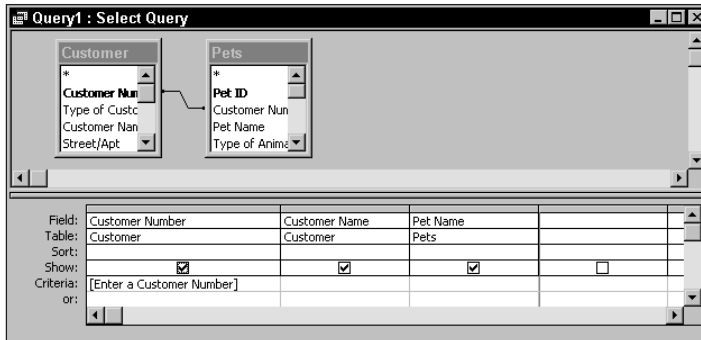 Query1 : Select Query
Customer
*
Customer Num
Type of Custo
Customer Nan
Street/Apt
Pets
*
Pet ID
Customer Nun
Pet Name
Type of Anima
Field: Customer Number Customer Name Pet Name
Table: Customer Customer Pets
Sort:
Show:
Criteria: [Enter a Customer Number]
or: